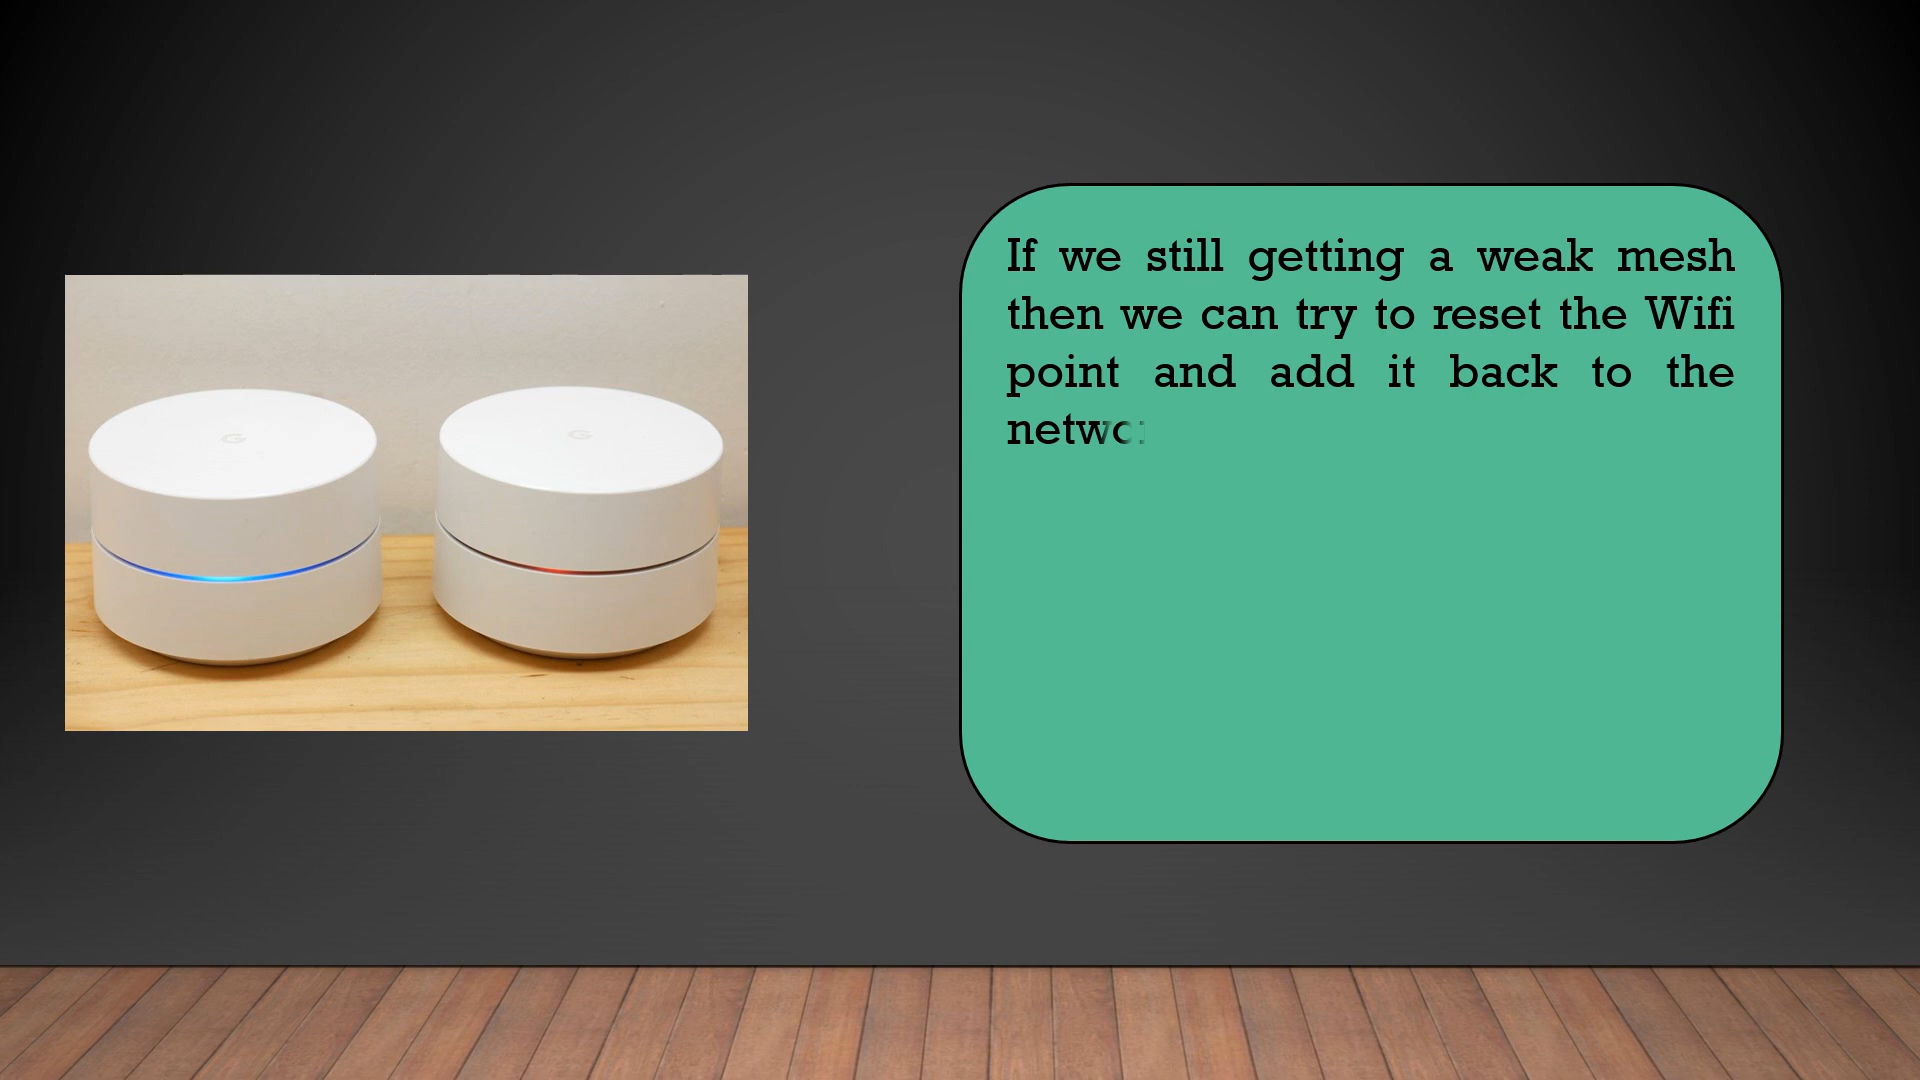 If we still getting a weak mesh
then we can try to reset the Wifi
point and add it back to the